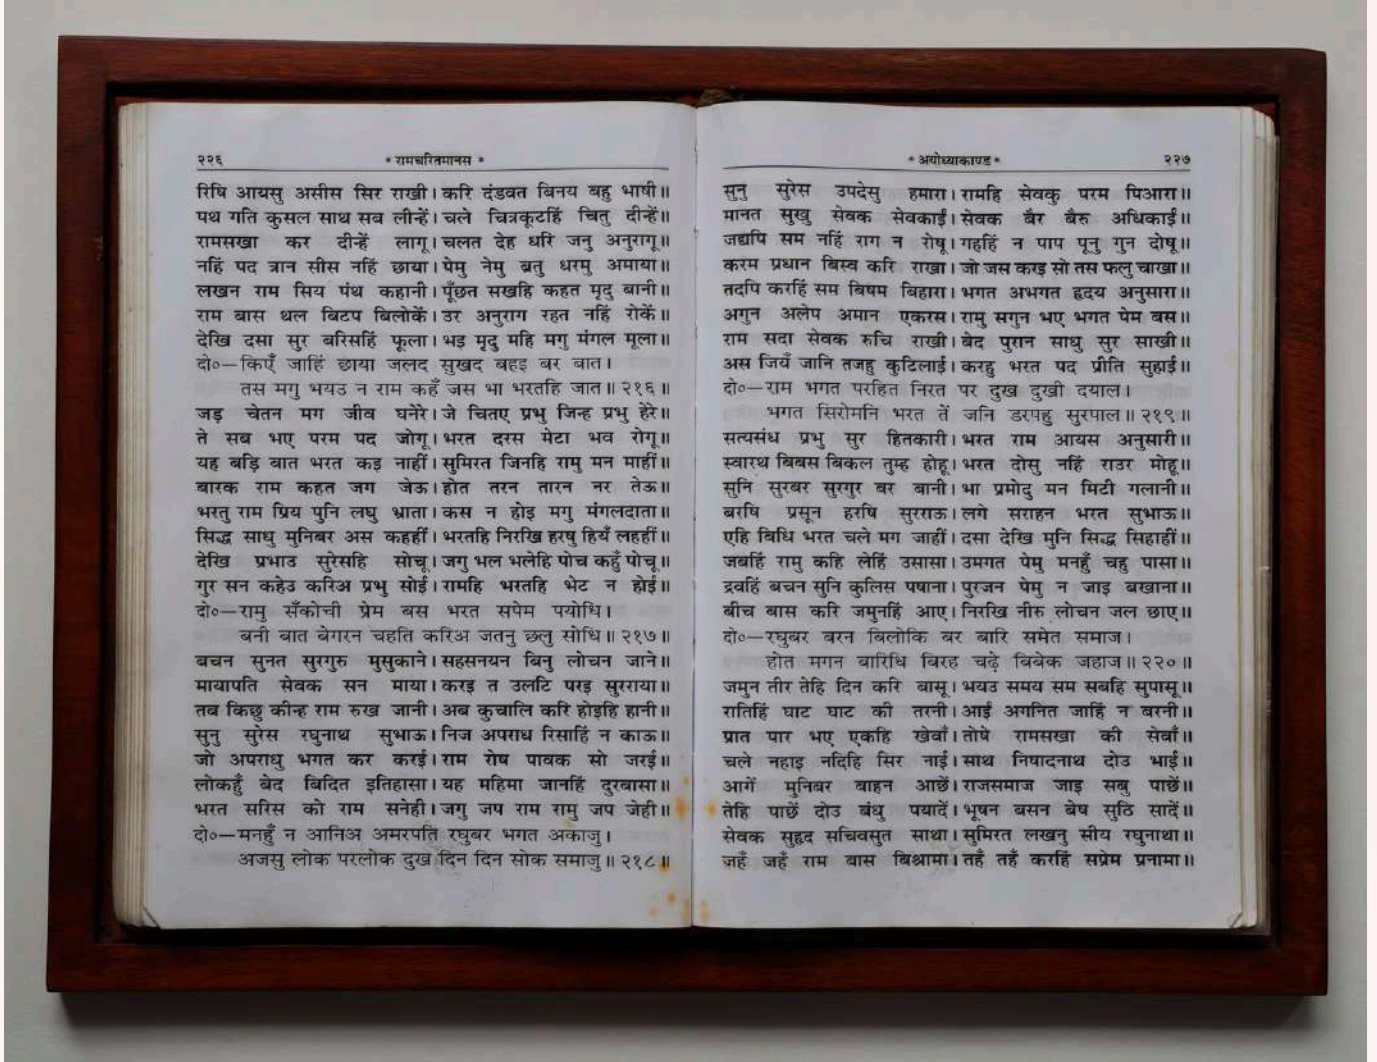 २२६
* रामचरितमानस *
रिषि आयसु असीस सिर राखी। करि दंडवत बिनय बहु भाषी॥
पथ गति कुसल साथ सब लीन्हें। चले चित्रकूटहिं चितु दीन्हें॥
रामसखा कर दीन्हें लागू। चलत देह धरि जनु अनुरागू॥
नहिं पद त्रान सीस नहिं छाया। पेमु नेमु ब्रतु धरमु अमाया॥
लखन राम सिय पंथ कहानी। पूँछत सखहि कहत मृदु बानी॥
राम बास थल बिटप बिलोकें। उर अनुराग रहत नहिं रोकें॥
देखि दसा सुर बरिसहिं फूला। भइ मृदु महि मगु मंगल मूला॥
दो०—किएँ जाहिं छाया जलद सुखद बहइ बर बात।
तस मगु भयउ न राम कहँ जस भा भरतहि जात॥ २१६॥
जड़ चेतन मग जीव घनेरे। जे चितए प्रभु जिन्ह प्रभु हेरे॥
ते सब भए परम पद जोगू। भरत दरस मेटा भव रोगू॥
यह बड़ि बात भरत कइ नाहीं। सुमिरत जिनहि रामु मन माहीं॥
बारक राम कहत जग जेऊ। होत तरन तारन नर तेऊ॥
भरतु राम प्रिय पुनि लघु भ्राता। कस न होइ मगु मंगलदाता॥
सिद्ध साधु मुनिबर अस कहहीं। भरतहि निरखि हरषु हियँ लहहीं॥
देखि प्रभाउ सुरेसहि सोचू। जगु भल भलेहि पोच कहुँ पोचू॥
गुर सन कहेउ करिअ प्रभु सोई। रामहि भरतहि भेट न होई॥
दो०—रामु सँकोची प्रेम बस भरत सपेम पयोधि।
बनी बात बेगरन चहति करिअ जतनु छलु सोधि॥ २१७॥
बचन सुनत सुरगुरु मुसुकाने। सहसनयन बिनु लोचन जाने॥
मायापति सेवक सन माया। करइ त उलटि परइ सुरराया॥
तब किछु कीन्ह राम रुख जानी। अब कुचालि करि होइहि हानी॥
सुनु सुरेस रघुनाथ सुभाऊ। निज अपराध रिसाहिं न काऊ॥
जो अपराधु भगत कर करई। राम रोष पावक सो जरई॥
लोकहुँ बेद बिदित इतिहासा। यह महिमा जानहिं दुरबासा॥
भरत सरिस को राम सनेही। जगु जप राम रामु जप जेही॥
दो०—मनहुँ न आनिअ अमरपति रघुबर भगत अकाजु।
अजसु लोक परलोक दुख दिन दिन सोक समाजु॥ २१८॥
* अयोध्याकाण्ड *
२२७
सुनु सुरेस उपदेसु हमारा। रामहि सेवकु परम पिआरा॥
मानत सुखु सेवक सेवकाईं। सेवक बैर बैरु अधिकाईं॥
जद्यपि सम नहिं राग न रोषू। गहहिं न पाप पूनु गुन दोषू॥
करम प्रधान बिस्व करि राखा। जो जस करइ सो तस फलु चाखा॥
तदपि करहिं सम बिषम बिहारा। भगत अभगत हृदय अनुसारा॥
अगुन अलेप अमान एकरस। रामु सगुन भए भगत पेम बस॥
राम सदा सेवक रुचि राखी। बेद पुरान साधु सुर साखी॥
अस जियँ जानि तजहु कुटिलाई। करहु भरत पद प्रीति सुहाई॥
दो०—राम भगत परहित निरत पर दुख दुखी दयाल।
भगत सिरोमनि भरत तें जनि डरपहु सुरपाल॥ २१९॥
सत्यसंध प्रभु सुर हितकारी। भरत राम आयस अनुसारी॥
स्वारथ बिबस बिकल तुम्ह होहू। भरत दोसु नहिं राउर मोहू॥
सुनि सुरबर सुरगुर बर बानी। भा प्रमोदु मन मिटी गलानी॥
बरषि प्रसून हरषि सुरराऊ। लगे सराहन भरत सुभाऊ॥
एहि बिधि भरत चले मग जाहीं। दसा देखि मुनि सिद्ध सिहाहीं॥
जबहिं रामु कहि लेहिं उसासा। उमगत पेमु मनहुँ चहु पासा॥
द्रवहिं बचन सुनि कुलिस पषाना। पुरजन पेमु न जाइ बखाना॥
बीच बास करि जमुनहिं आए। निरखि नीरु लोचन जल छाए॥
दो०—रघुबर बरन बिलोकि बर बारि समेत समाज।
होत मगन बारिधि बिरह चढ़े बिबेक जहाज॥ २२०॥
जमुन तीर तेहि दिन करि बासू। भयउ समय सम सबहि सुपासू॥
रातिहिं घाट घाट की तरनी। आईं अगनित जाहिं न बरनी॥
प्रात पार भए एकहि खेवाँ। तोषे रामसखा की सेवाँ॥
चले नहाइ नदिहि सिर नाई। साथ निषादनाथ दोउ भाई॥
आगें मुनिबर बाहन आछें। राजसमाज जाइ सबु पाछें॥
तेहि पाछें दोउ बंधु पयादें। भूषन बसन बेष सुठि सादें॥
सेवक सुहृद सचिवसुत साथा। सुमिरत लखनु सीय रघुनाथा॥
जहँ जहँ राम बास बिश्रामा। तहँ तहँ करहिं सप्रेम प्रनामा॥